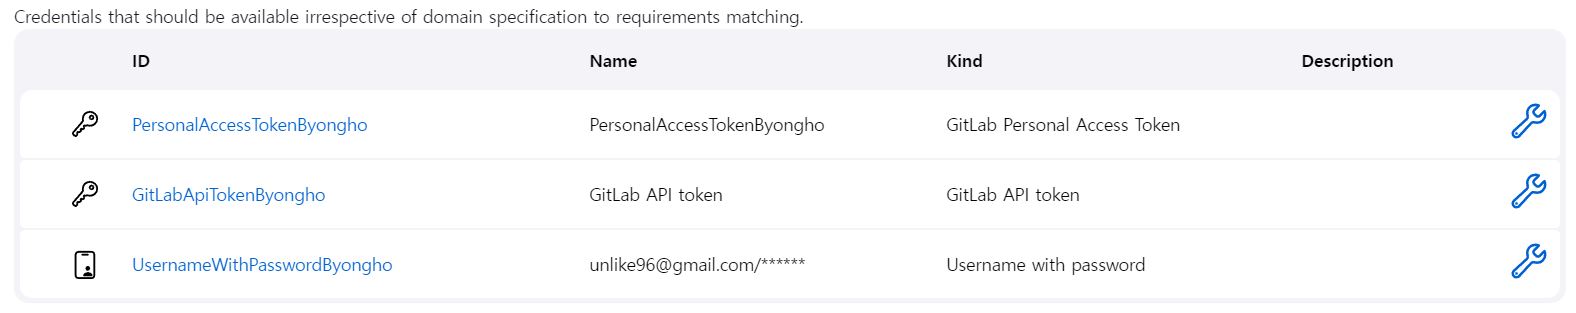 Credentials that should be available irrespective of domain specification to requirements matching.
ID Name Kind Description
PersonalAccessTokenByongho PersonalAccessTokenByongho GitLab Personal Access Token
GitLabApiTokenByongho GitLab API token GitLab API token
UsernameWithPasswordByongho unlike96@gmail.com/****** Username with password